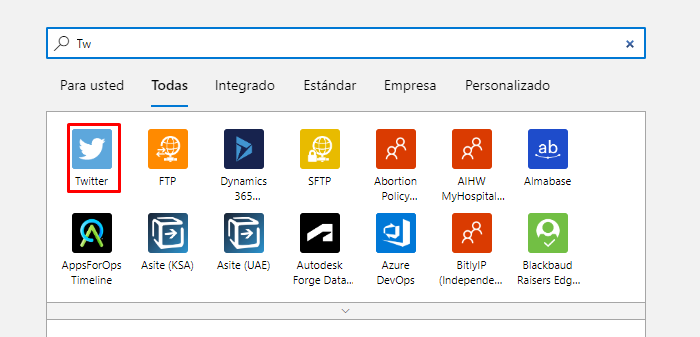 Tw
Para usted Todas Integrado Estándar Empresa Personalizado
Twitter FTP Dynamics 365... SFTP Abortion Policy... AIHW MyHospital... Almabase
ab
AppsForOps Timeline Asite (KSA) Asite (UAE) Autodesk Forge Data... Azure DevOps BitlyIP (Independe... Blackbaud Raisers Edg...